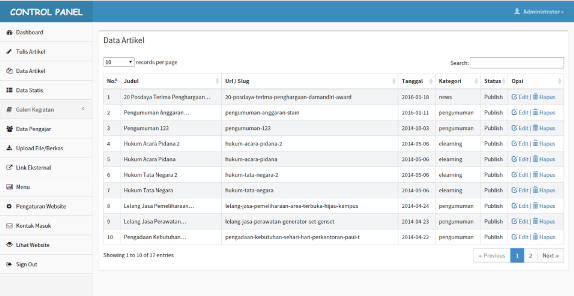 CONTROL PANEL
Administrator
Dashboard
Tulis Artikel
Data Artikel
Data Statis
Galeri Kegiatan
Data Pengajar
Upload File/Berkas
Link Eksternal
Menu
Pengaturan Website
Kontak Masuk
Lihat Website
Sign Out
Data Artikel
10 records per page Search:
No. Judul Url / Slug Tanggal Kategori Status Opsi
1 20 Posdaya Terima Penghargaan... 20-posdaya-terima-penghargaan-damandiri-award 2016-01-18 news Publish Edit | Hapus
2 Pengumuman Anggaran... pengumuman-anggaran-stain 2016-01-11 pengumuman Publish Edit | Hapus
3 Pengumuman 123 pengumuman-123 2014-10-03 pengumuman Publish Edit | Hapus
4 Hukum Acara Pidana 2 hukum-acara-pidana-2 2014-05-06 elearning Publish Edit | Hapus
5 Hukum Acara Pidana hukum-acara-pidana 2014-05-06 elearning Publish Edit | Hapus
6 Hukum Tata Negara 2 hukum-tata-negara-2 2014-05-06 elearning Publish Edit | Hapus
7 Hukum Tata Negara hukum-tata-negara 2014-05-06 elearning Publish Edit | Hapus
8 Lelang Jasa Pemeliharaan... lelang-jasa-pemeliharaan-area-terbuka-hijau-kampus 2014-04-24 pengumuman Publish Edit | Hapus
9 Lelang Jasa Perawatan... lelang-jasa-perawatan-generator-set-genset 2014-04-23 pengumuman Publish Edit | Hapus
10 Pengadaan Kebutuhan... 2014-04-22 pengumuman Publish Edit | Hapus
Showing 1 to 10 of 17 entries
« Previous 1 2 Next »